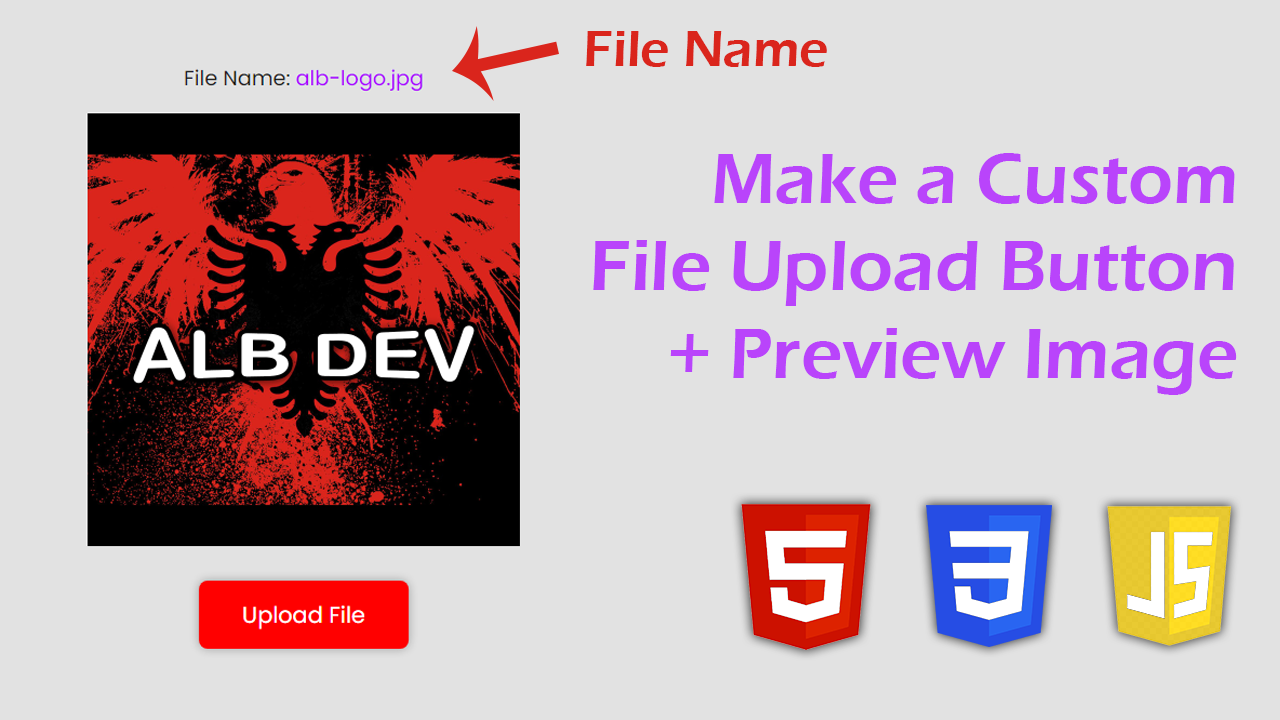 File Name
File Name: alb-logo.jpg
ALB DEV
Make a Custom
File Upload Button
+ Preview Image
Upload File
5
3
JS